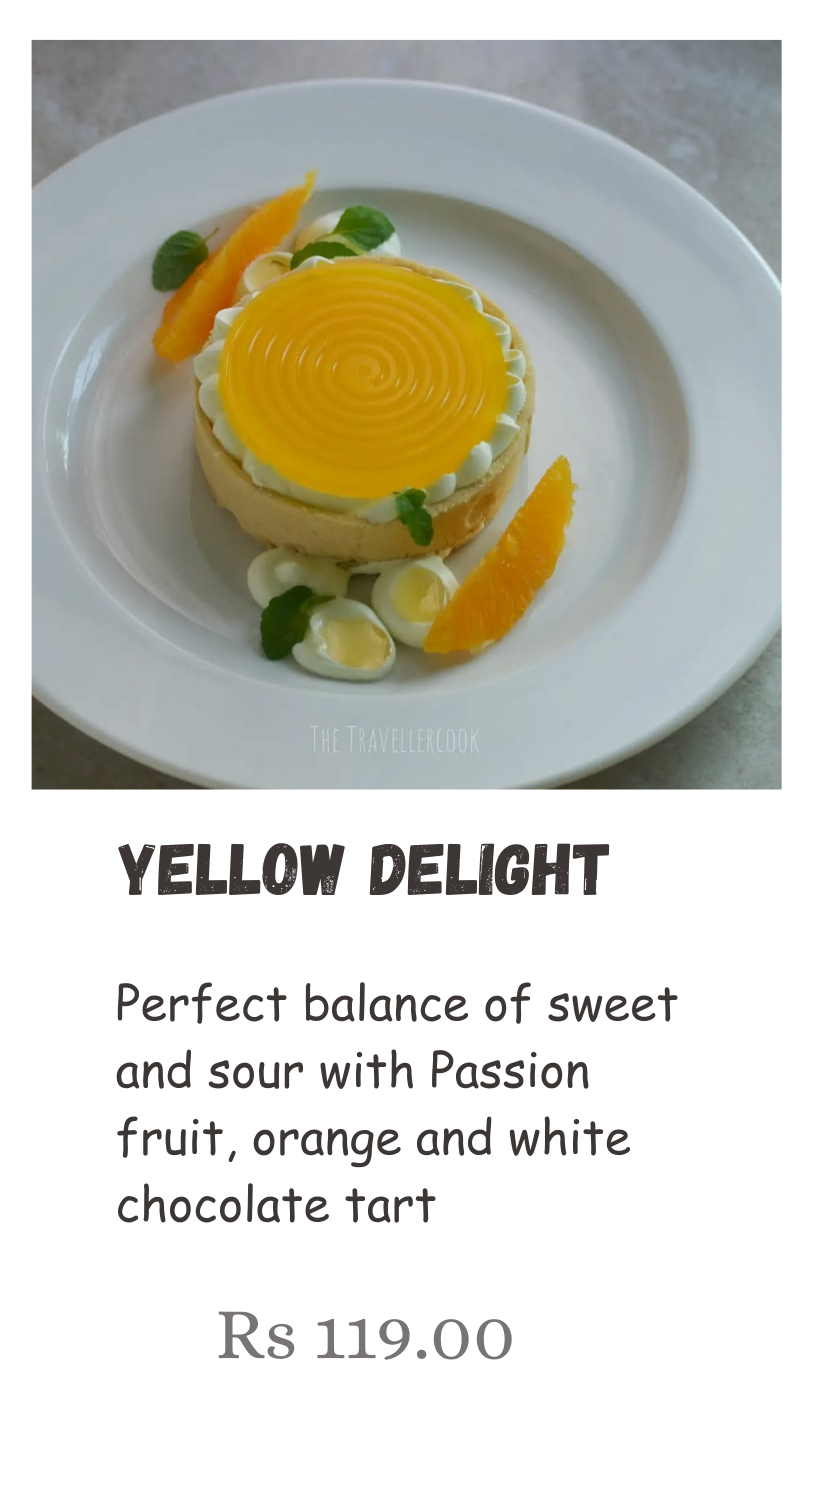 The Travellercook
YELLOW DELIGHT
Perfect balance of sweet
and sour with Passion
fruit, orange and white
chocolate tart
Rs 119.00